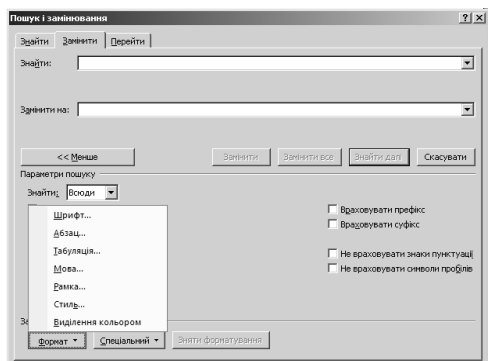 Пошук і замінювання
Знайти Замінити Перейти
Знайти:
Замінити на:
<< Менше Замінити Замінити все Знайти далі Скасувати
Параметри пошуку
Знайти: Всюди
Шрифт...
Абзац...
Табуляція...
Мова...
Рамка...
Стиль...
Виділення кольором
Враховувати префікс
Враховувати суфікс
Не враховувати знаки пунктуації
Не враховувати символи пробілів
За
Формат Спеціальний Зняти форматування